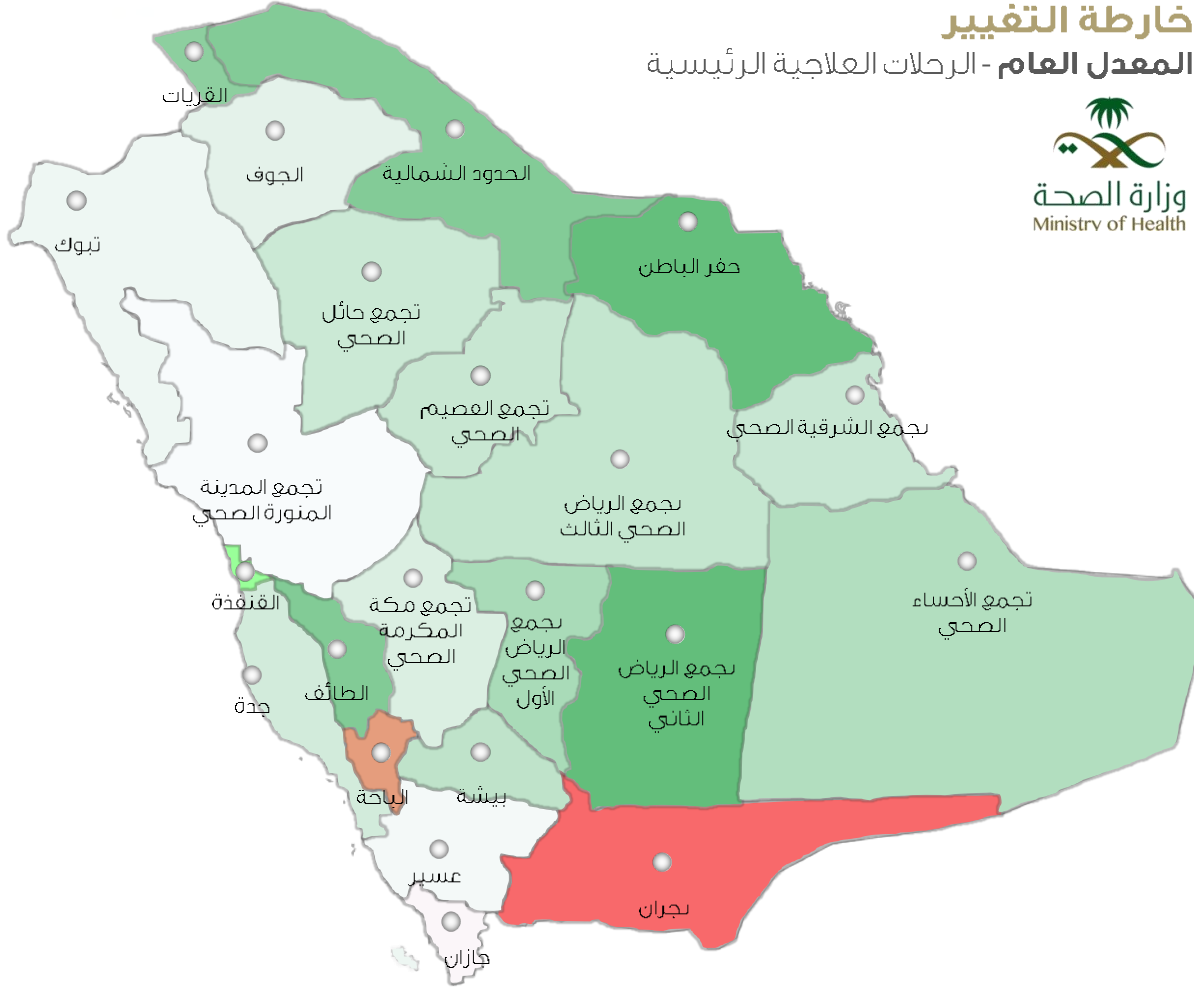 خارطة التغيير
المعدل العام - الرحلات العلاجية الرئيسية
وزارة الصحة
Ministry of Health
القريات
الجوف
الحدود الشمالية
تبوك
حفر الباطن
تجمع حائل
الصحي
تجمع القصيم
الصحي
تجمع الشرقية الصحي
تجمع المدينة
المنورة الصحي
تجمع الرياض
الصحي الثالث
القنفذة
تجمع مكة
المكرمة
الصحي
تجمع
الرياض
الصحي
الأول
تجمع الأحساء
الصحي
تجمع الرياض
الصحي
الثاني
الطائف
جدة
الباحة
بيشة
عسير
نجران
جازان